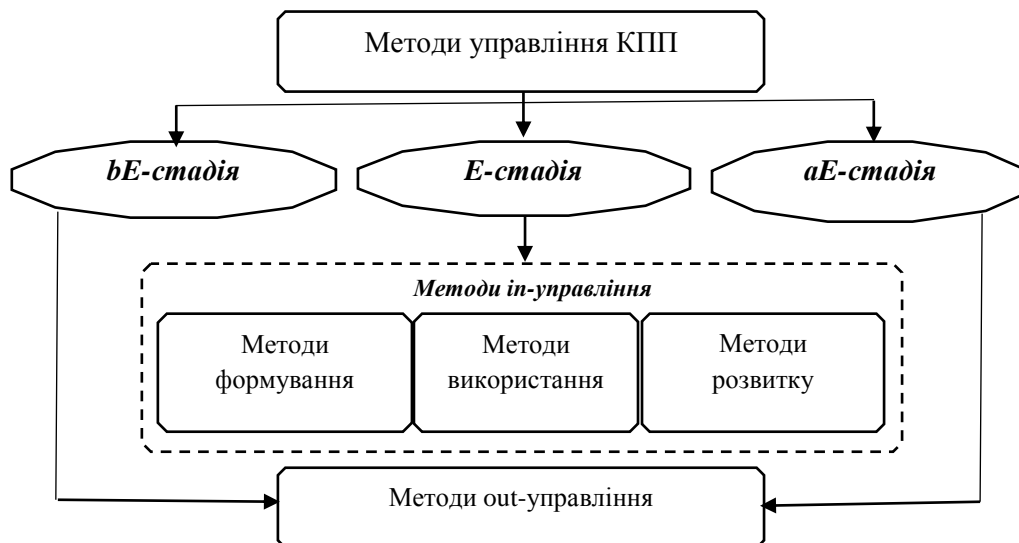 Методи управління КПП
bE-стадія
E-стадія
aE-стадія
Методи in-управління
Методи
формування
Методи
використання
Методи
розвитку
Методи out-управління